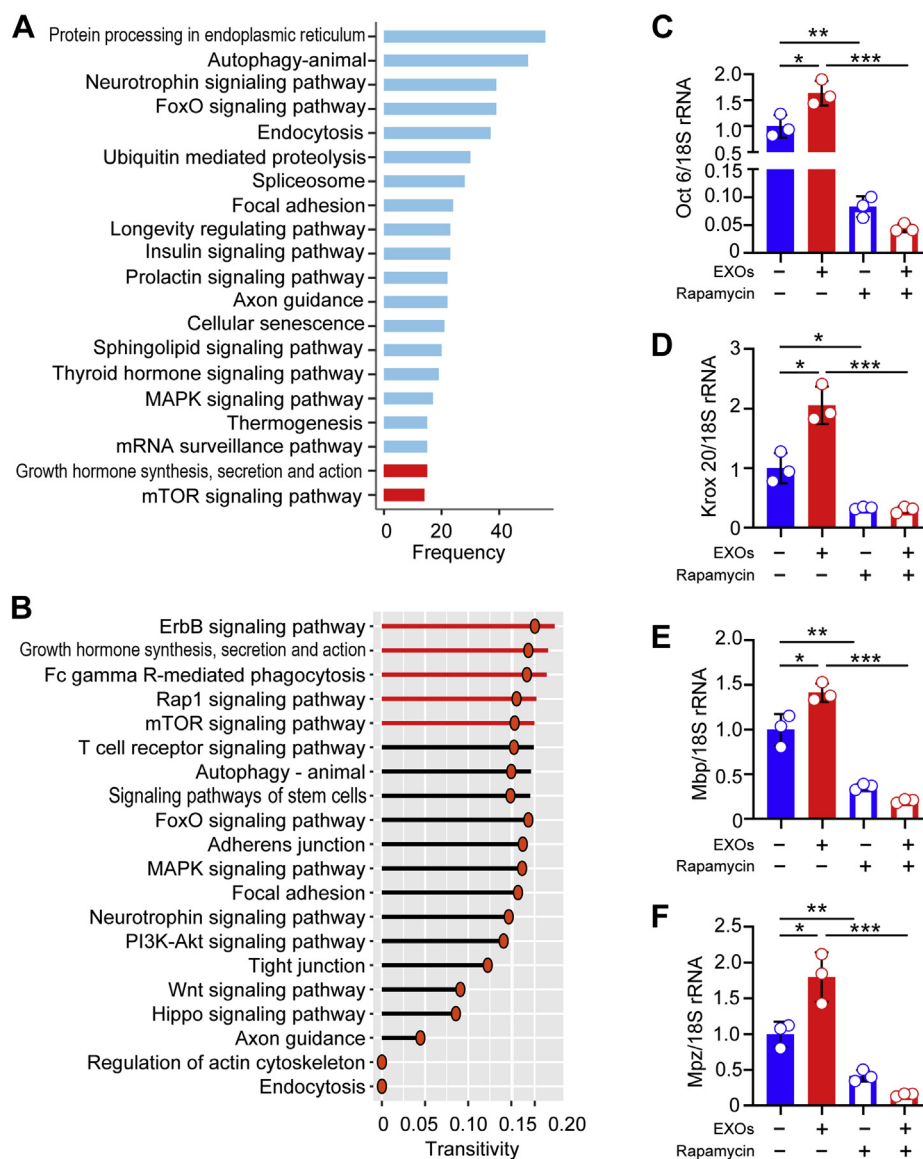 A
Protein processing in endoplasmic reticulum
Autophagy-animal
Neurotrophin signialing pathway
FoxO signaling pathway
Endocytosis
Ubiquitin mediated proteolysis
Spliceosome
Focal adhesion
Longevity regulating pathway
Insulin signaling pathway
Prolactin signaling pathway
Axon guidance
Cellular senescence
Sphingolipid signaling pathway
Thyroid hormone signaling pathway
MAPK signaling pathway
Thermogenesis
mRNA surveillance pathway
Growth hormone synthesis, secretion and action
mTOR signaling pathway
0 20 40
Frequency
B
ErbB signaling pathway
Growth hormone synthesis, secretion and action
Fc gamma R-mediated phagocytosis
Rap1 signaling pathway
mTOR signaling pathway
T cell receptor signaling pathway
Autophagy - animal
Signaling pathways of stem cells
FoxO signaling pathway
Adherens junction
MAPK signaling pathway
Focal adhesion
Neurotrophin signaling pathway
PI3K-Akt signaling pathway
Tight junction
Wnt signaling pathway
Hippo signaling pathway
Axon guidance
Regulation of actin cytoskeleton
Endocytosis
0 0.05 0.10 0.15 0.20
Transitivity
C
**
* ***
Oct 6/18S rRNA
2.0
1.5
1.0
0.5
0.15
0.10
0.05
0
EXOs − + − +
Rapamycin − − + +
D
*
* ***
Krox 20/18S rRNA
3
2
1
0
EXOs − + − +
Rapamycin − − + +
E
**
* ***
Mbp/18S rRNA
2.0
1.5
1.0
0.5
0
EXOs − + − +
Rapamycin − − + +
F
**
* ***
Mpz/18S rRNA
2.5
2.0
1.5
1.0
0.5
0
EXOs − + − +
Rapamycin − − + +